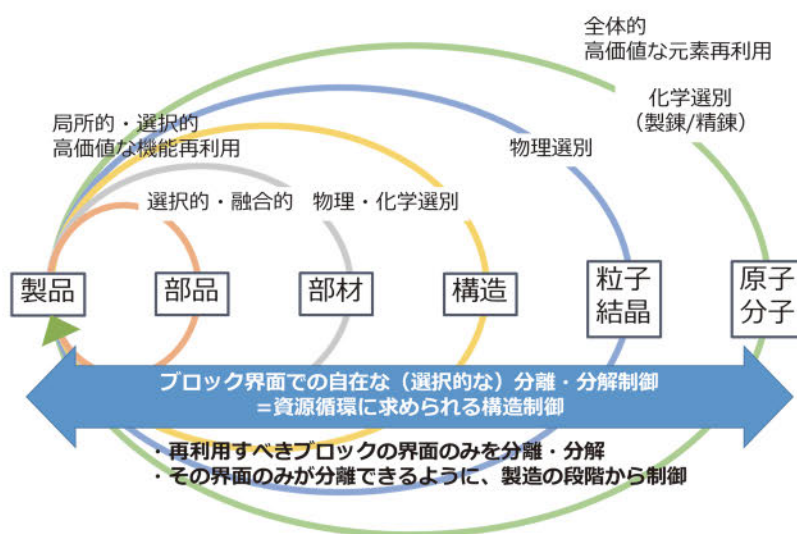 全体的
高価値な元素再利用
化学選別
（製錬/精錬）
局所的・選択的
高価値な機能再利用
物理選別
選択的・融合的　物理・化学選別
製品
部品
部材
構造
粒子
結晶
原子
分子
ブロック界面での自在な（選択的な）分離・分解制御
=資源循環に求められる構造制御
・再利用すべきブロックの界面のみを分離・分解
・その界面のみが分離できるように、製造の段階から制御